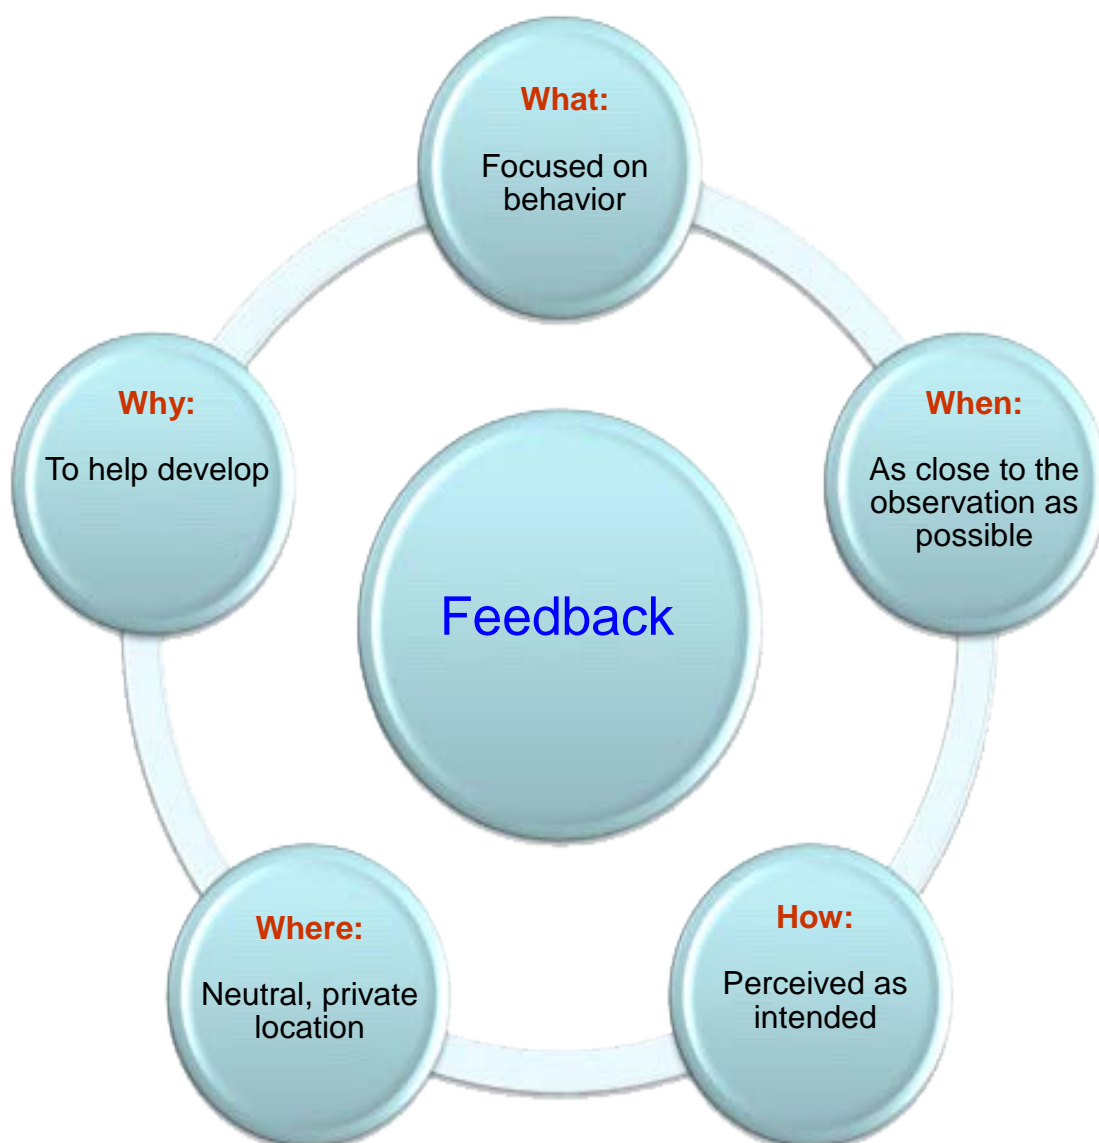 What:
Focused on
behavior
When:
As close to the
observation as
possible
How:
Perceived as
intended
Where:
Neutral, private
location
Why:
To help develop
Feedback